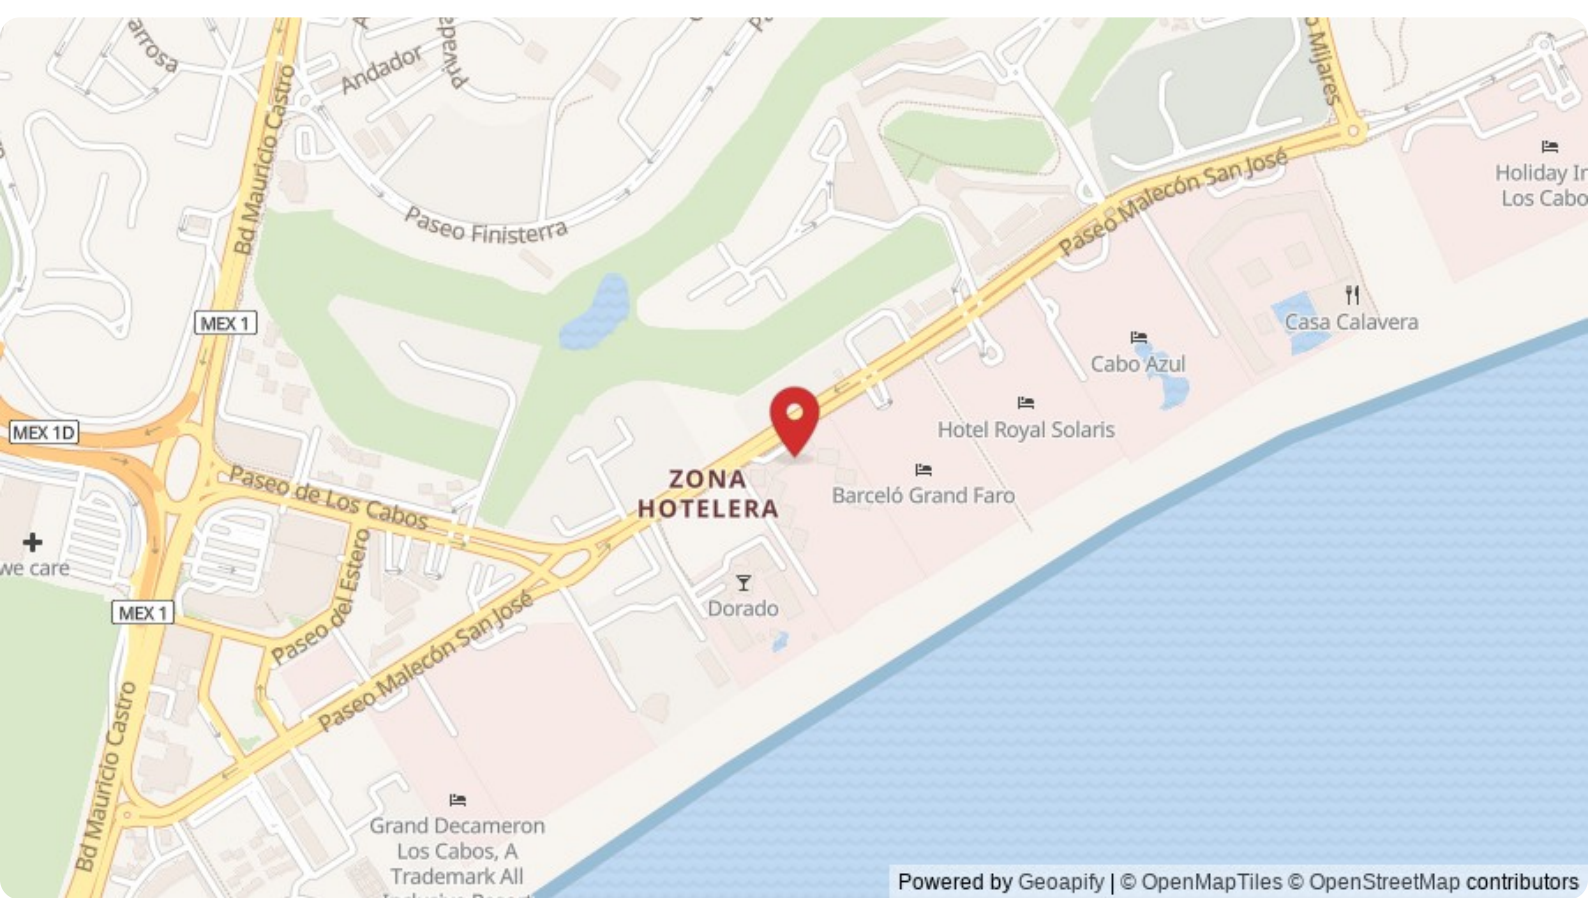 arrosa
Andador
Privade
Bd Mauricio Castro
Paseo Finisterra
o Mijares
Paseo Malecón San José
Holiday In
Los Cabo
MEX 1
Casa Calavera
Cabo Azul
MEX 1D
Hotel Royal Solaris
ZONA
HOTELERA
Barceló Grand Faro
Paseo de Los Cabos
we care
Paseo del Estero
MEX 1
Dorado
Paseo Malecón San José
Bd Mauricio Castro
Grand Decameron
Los Cabos, A
Trademark All
Inclusive Resort
Powered by Geoapify | © OpenMapTiles © OpenStreetMap contributors